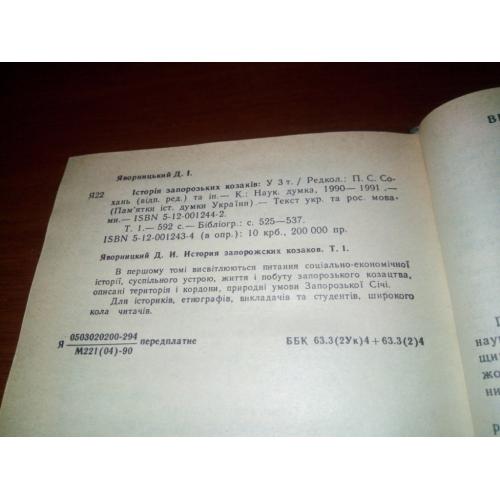 Яворницький Д. І.
Я22 Історія запорозьких козаків: У 3 т. / Редкол.: П. С. Со-
хань (відп. ред.) та ін.— К.: Наук. думка, 1990— 1991 .—
(Пам'ятки іст. думки України) .— Текст укр. та рос. мова-
ми.— ISBN 5-12-001244-2.
Т. 1.— 592 с.— Бібліогр.: с. 525—537.
ISBN 5-12-001243-4 (в опр.): 10 крб., 200 000 пр.
Яворницкий Д. И. История запорожских козаков. Т. 1.
В першому томі висвітлюються питання соціально-економічної
історії, суспільного устрою, життя і побуту запорозького козацтва,
описані територія і кордони, природні умови Запорозької Січі.
Для істориків, етнографів, викладачів та студентів, широкого
кола читачів.
Я 0503020200-294 передплатне
М221(04)-90
ББК 63.3(2Ук)4+63.3(2)4
науц
щи
жо
ни
р